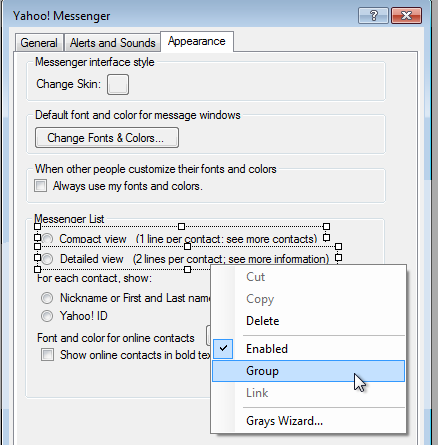 Yahoo! Messenger
General
Alerts and Sounds
Appearance
Messenger interface style
Change Skin:
Default font and color for message windows
Change Fonts & Colors...
When other people customize their fonts and colors
Always use my fonts and colors.
Messenger List
Compact view (1 line per contact; see more contacts)
Detailed view (2 lines per contact; see more information)
For each contact, show:
Nickname or First and Last name
Yahoo! ID
Font and color for online contacts
Show online contacts in bold tex
Cut
Copy
Delete
Enabled
Group
Link
Grays Wizard...